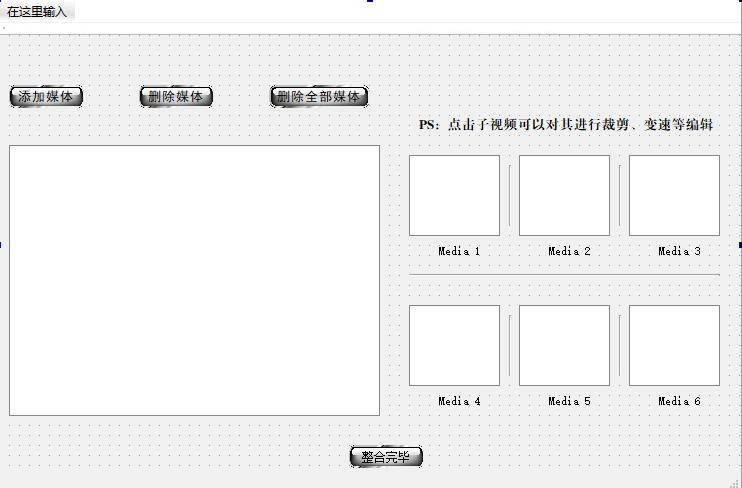 在这里输入
添加媒体 删除媒体 删除全部媒体
PS：点击子视频可以对其进行裁剪、变速等编辑
Media 1 Media 2 Media 3
Media 4 Media 5 Media 6
整合完毕